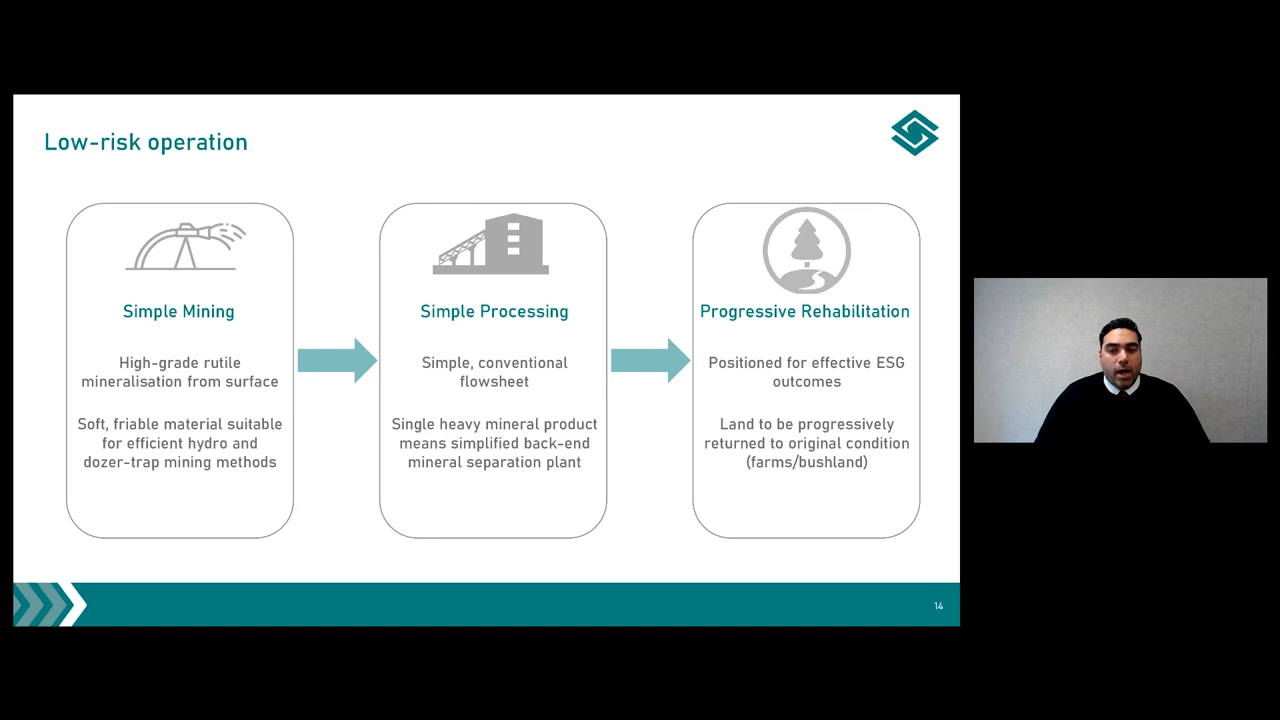 Low-risk operation
Simple Mining
High-grade rutile
mineralisation from surface
Soft, friable material suitable
for efficient hydro and
dozer-trap mining methods
Simple Processing
Simple, conventional
flowsheet
Single heavy mineral product
means simplified back-end
mineral separation plant
Progressive Rehabilitation
Positioned for effective ESG
outcomes
Land to be progressively
returned to original condition
(farms/bushland)
14